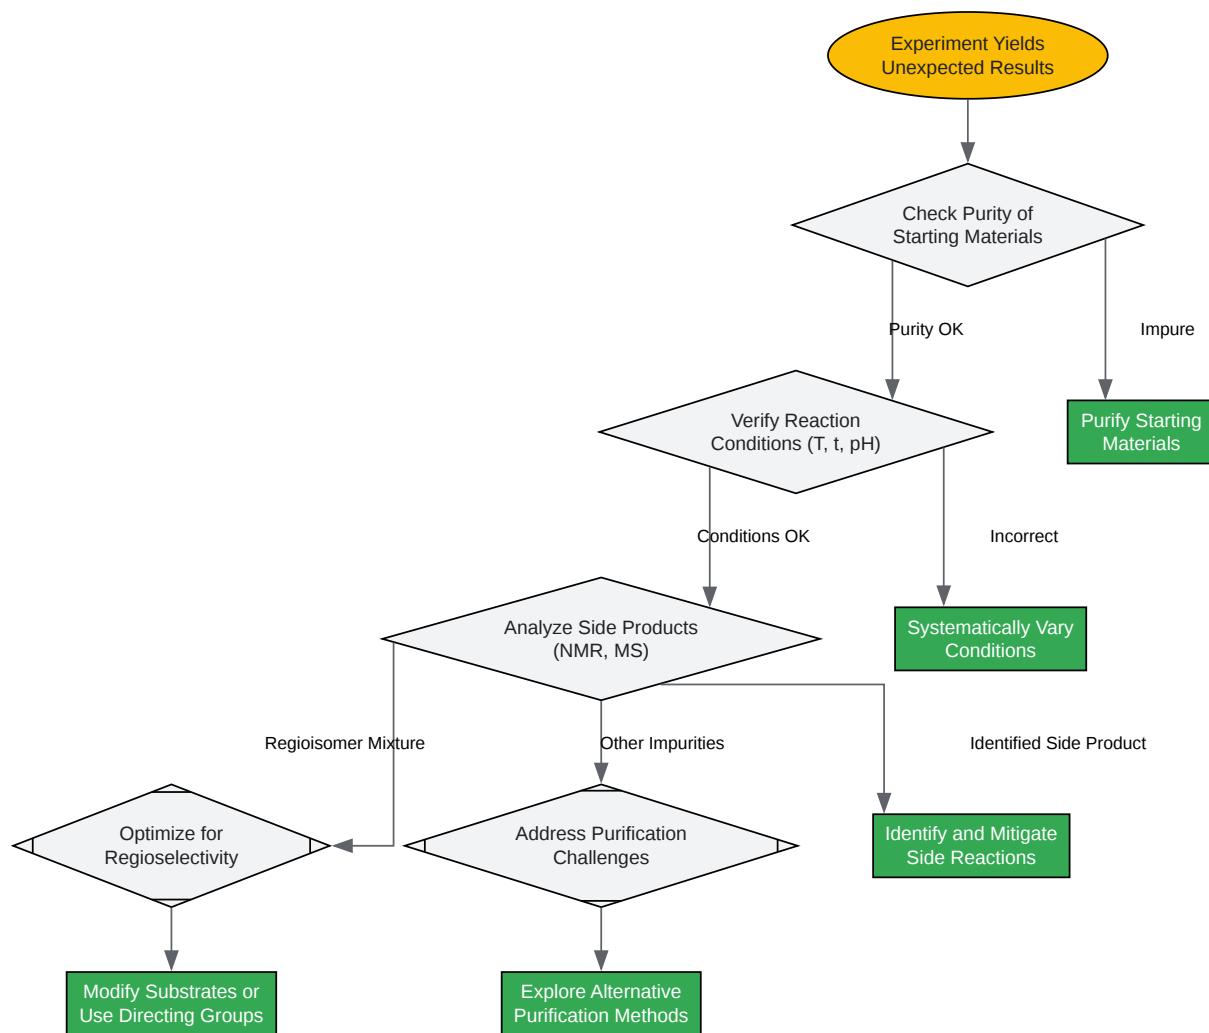 Experiment Yields
Unexpected Results
Check Purity of
Starting Materials
Purity OK
Impure
Verify Reaction
Conditions (T, t, pH)
Purify Starting
Materials
Conditions OK
Incorrect
Analyze Side Products
(NMR, MS)
Systematically Vary
Conditions
Regioisomer Mixture
Other Impurities
Identified Side Product
Optimize for
Regioselectivity
Address Purification
Challenges
Identify and Mitigate
Side Reactions
Modify Substrates or
Use Directing Groups
Explore Alternative
Purification Methods